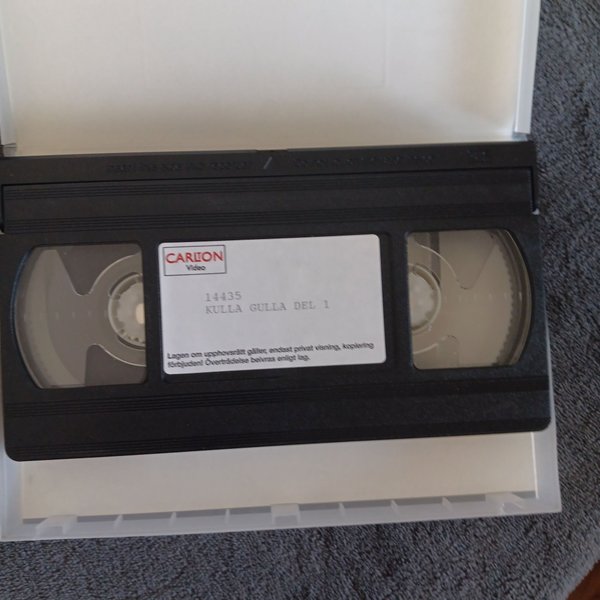 CARLTON
Video
14435
KULLA GULLA DEL 1
Lagen om upphovsrätt gäller, endast privat visning, kopiering
förbjuden! Överträdelse beivras enligt lag.